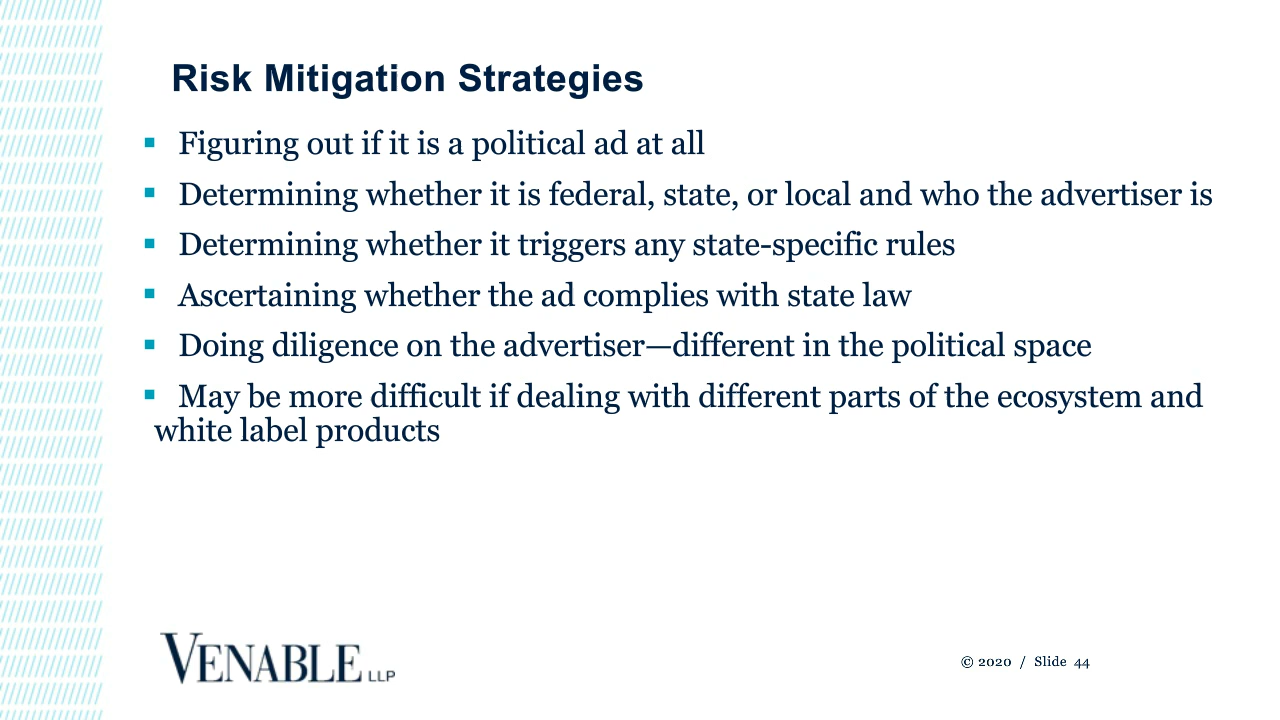 Risk Mitigation Strategies
▪ Figuring out if it is a political ad at all
▪ Determining whether it is federal, state, or local and who the advertiser is
▪ Determining whether it triggers any state-specific rules
▪ Ascertaining whether the ad complies with state law
▪ Doing diligence on the advertiser—different in the political space
▪ May be more difficult if dealing with different parts of the ecosystem and
white label products
VENABLE LLP
© 2020 / Slide 44